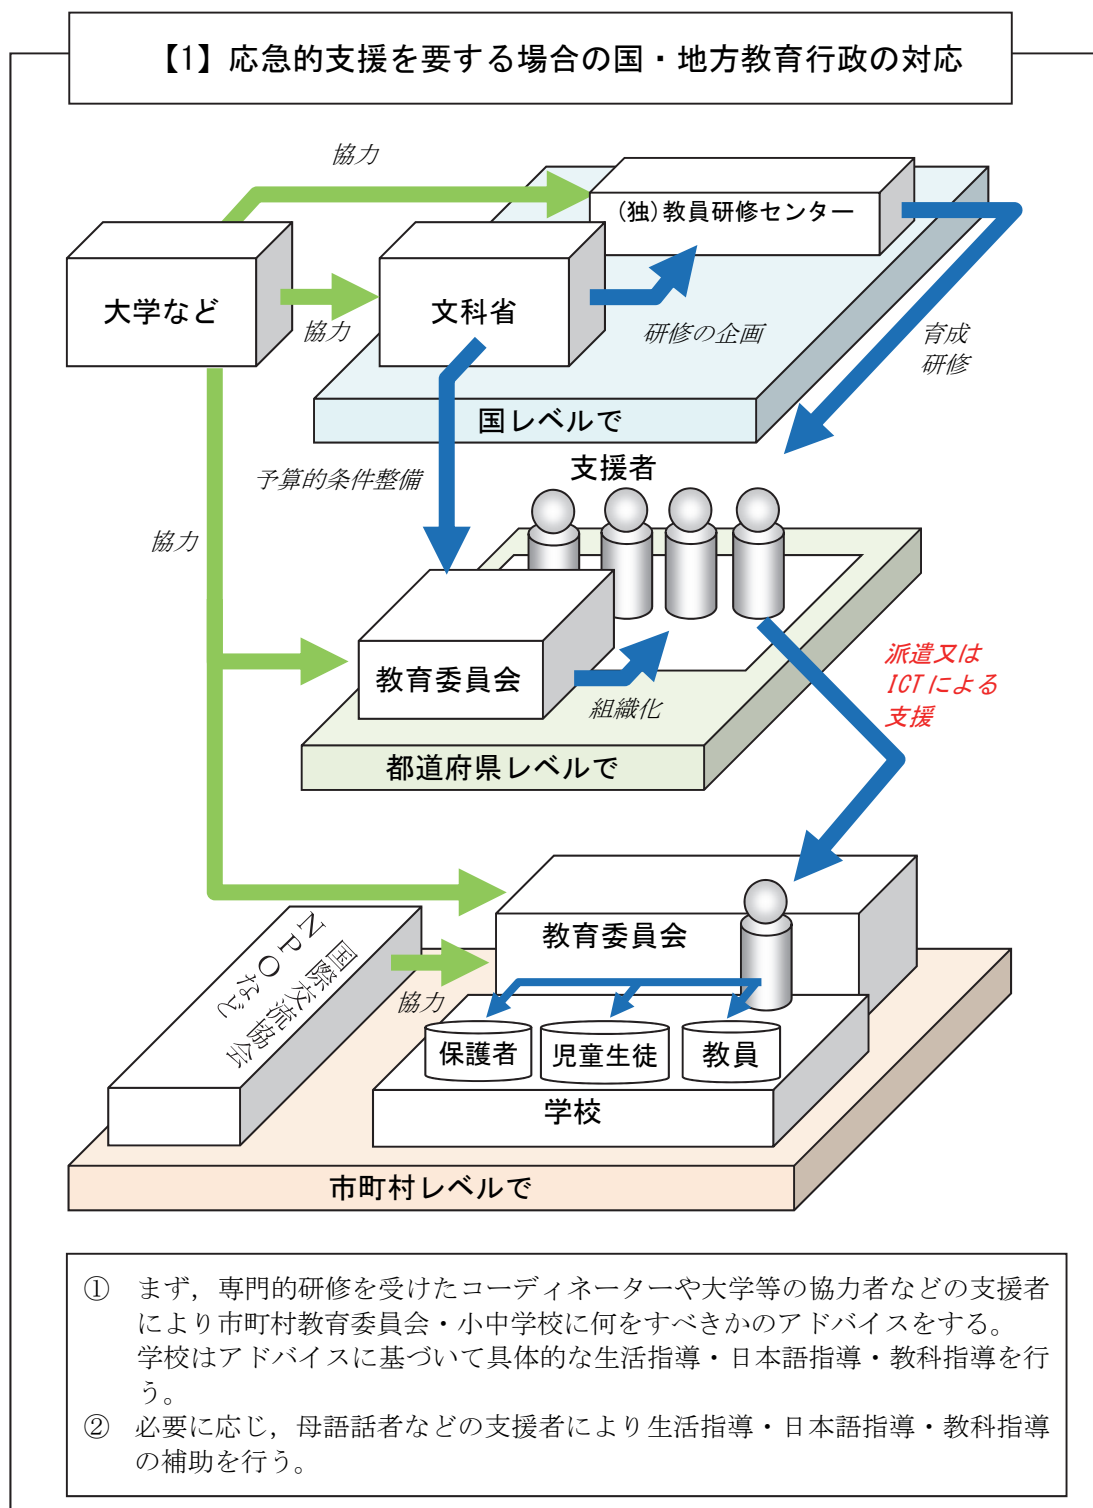 【1】応急的支援を要する場合の国・地方教育行政の対応
協力
(独)教員研修センター
大学など
協力
文科省
研修の企画
育成
研修
国レベルで
支援者
予算的条件整備
協力
教育委員会
組織化
派遣又は
ICTによる
支援
都道府県レベルで
教育委員会
国際交流協会
NPOなど
協力
保護者
児童生徒
教員
学校
市町村レベルで
① まず，専門的研修を受けたコーディネーターや大学等の協力者などの支援者
により市町村教育委員会・小中学校に何をすべきかのアドバイスをする。
学校はアドバイスに基づいて具体的な生活指導・日本語指導・教科指導を行
う。
② 必要に応じ，母語話者などの支援者により生活指導・日本語指導・教科指導
の補助を行う。